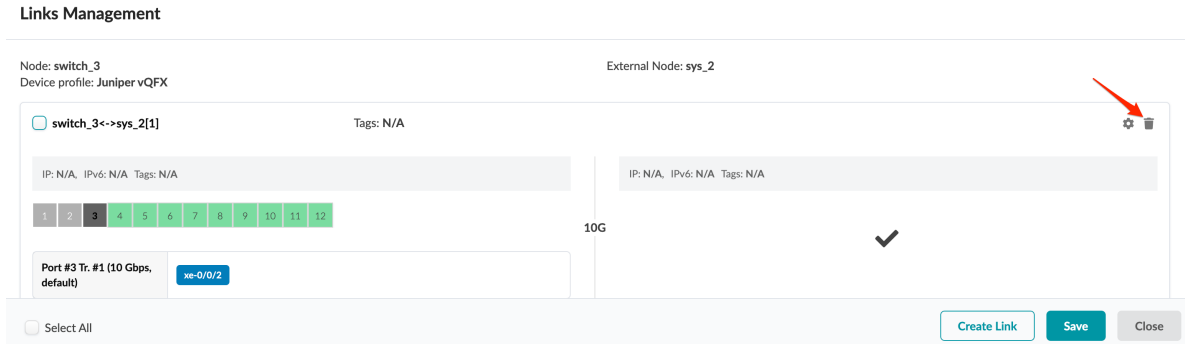 Links Management
Node: switch_3
External Node: sys_2
Device profile: Juniper vQFX
switch_3<->sys_2[1]
Tags: N/A
IP: N/A, IPv6: N/A Tags: N/A
IP: N/A, IPv6: N/A Tags: N/A
1 2 3 4 5 6 7 8 9 10 11 12
10G
Port #3 Tr. #1 (10 Gbps,
default)
xe-0/0/2
Select All
Create Link
Save
Close